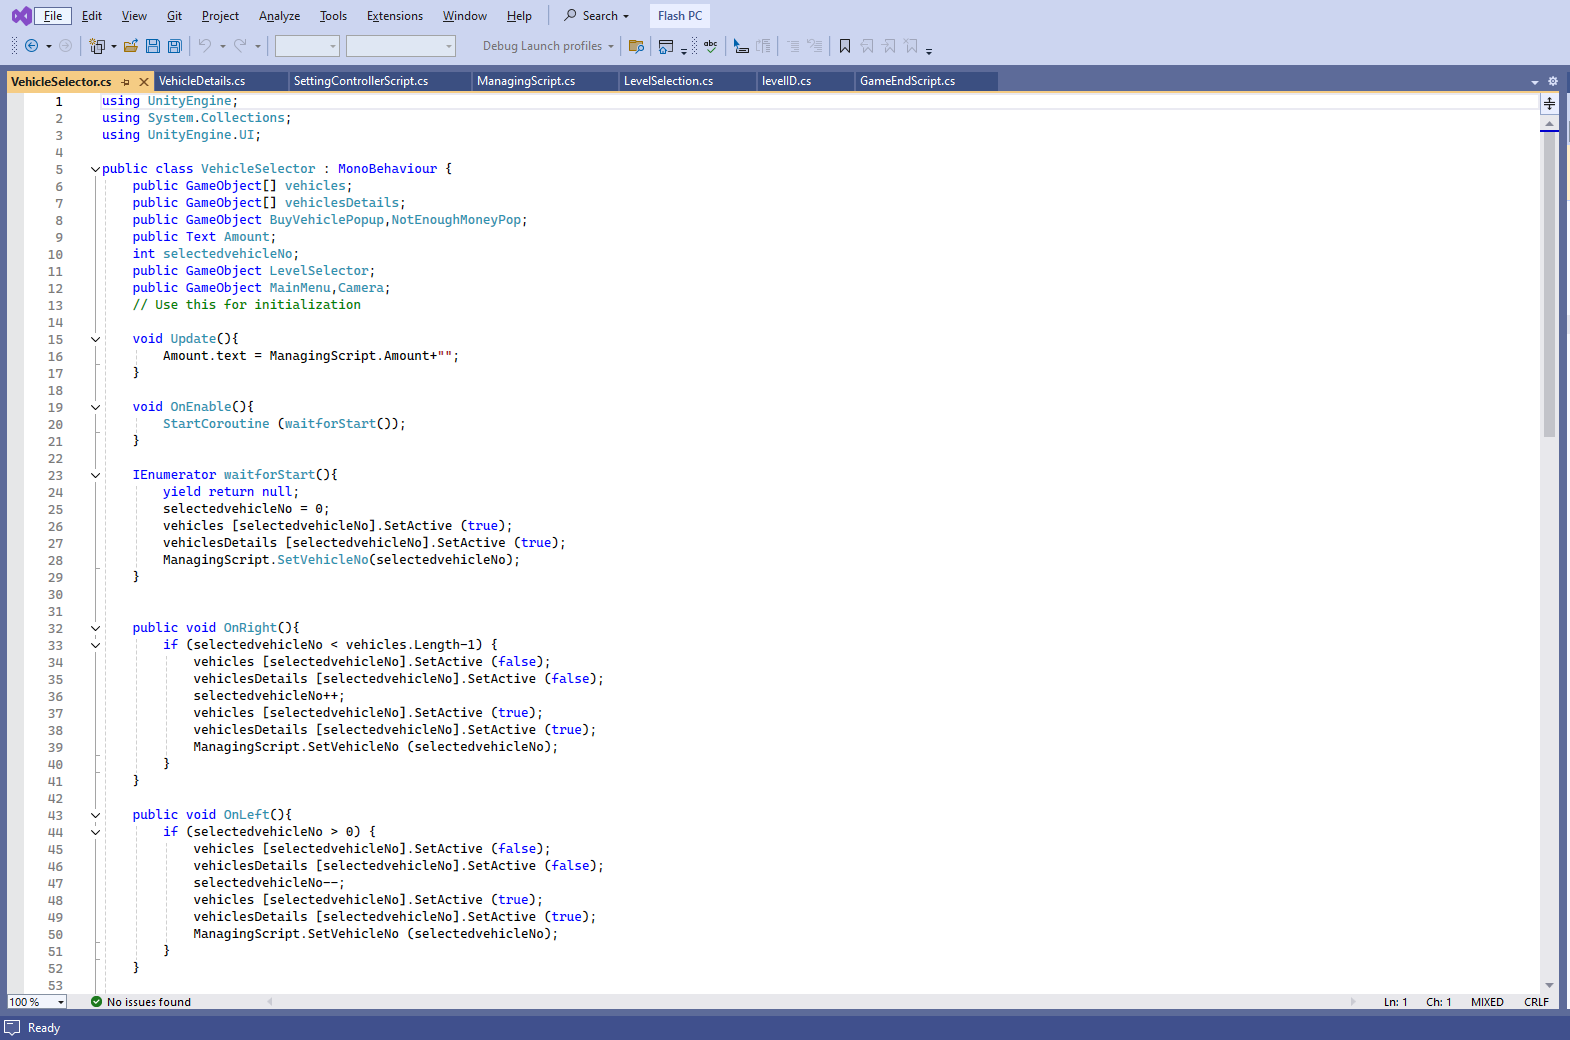 File Edit View Git Project Analyze Tools Extensions Window Help Search Flash PC
Debug Launch profiles
abc
VehicleSelector.cs VehicleDetails.cs SettingControllerScript.cs ManagingScript.cs LevelSelection.cs levelID.cs GameEndScript.cs
1 using UnityEngine;
2 using System.Collections;
3 using UnityEngine.UI;
4
5 public class VehicleSelector : MonoBehaviour {
6 public GameObject[] vehicles;
7 public GameObject[] vehiclesDetails;
8 public GameObject BuyVehiclePopup,NotEnoughMoneyPop;
9 public Text Amount;
10 int selectedvehicleNo;
11 public GameObject LevelSelector;
12 public GameObject MainMenu,Camera;
13 // Use this for initialization
14
15 void Update(){
16 Amount.text = ManagingScript.Amount+"";
17 }
18
19 void OnEnable(){
20 StartCoroutine (waitforStart());
21 }
22
23 IEnumerator waitforStart(){
24 yield return null;
25 selectedvehicleNo = 0;
26 vehicles [selectedvehicleNo].SetActive (true);
27 vehiclesDetails [selectedvehicleNo].SetActive (true);
28 ManagingScript.SetVehicleNo(selectedvehicleNo);
29 }
30
31
32 public void OnRight(){
33 if (selectedvehicleNo < vehicles.Length-1) {
34 vehicles [selectedvehicleNo].SetActive (false);
35 vehiclesDetails [selectedvehicleNo].SetActive (false);
36 selectedvehicleNo++;
37 vehicles [selectedvehicleNo].SetActive (true);
38 vehiclesDetails [selectedvehicleNo].SetActive (true);
39 ManagingScript.SetVehicleNo (selectedvehicleNo);
40 }
41 }
42
43 public void OnLeft(){
44 if (selectedvehicleNo > 0) {
45 vehicles [selectedvehicleNo].SetActive (false);
46 vehiclesDetails [selectedvehicleNo].SetActive (false);
47 selectedvehicleNo--;
48 vehicles [selectedvehicleNo].SetActive (true);
49 vehiclesDetails [selectedvehicleNo].SetActive (true);
50 ManagingScript.SetVehicleNo (selectedvehicleNo);
51 }
52 }
53
100 % No issues found Ln: 1 Ch: 1 MIXED CRLF
Ready